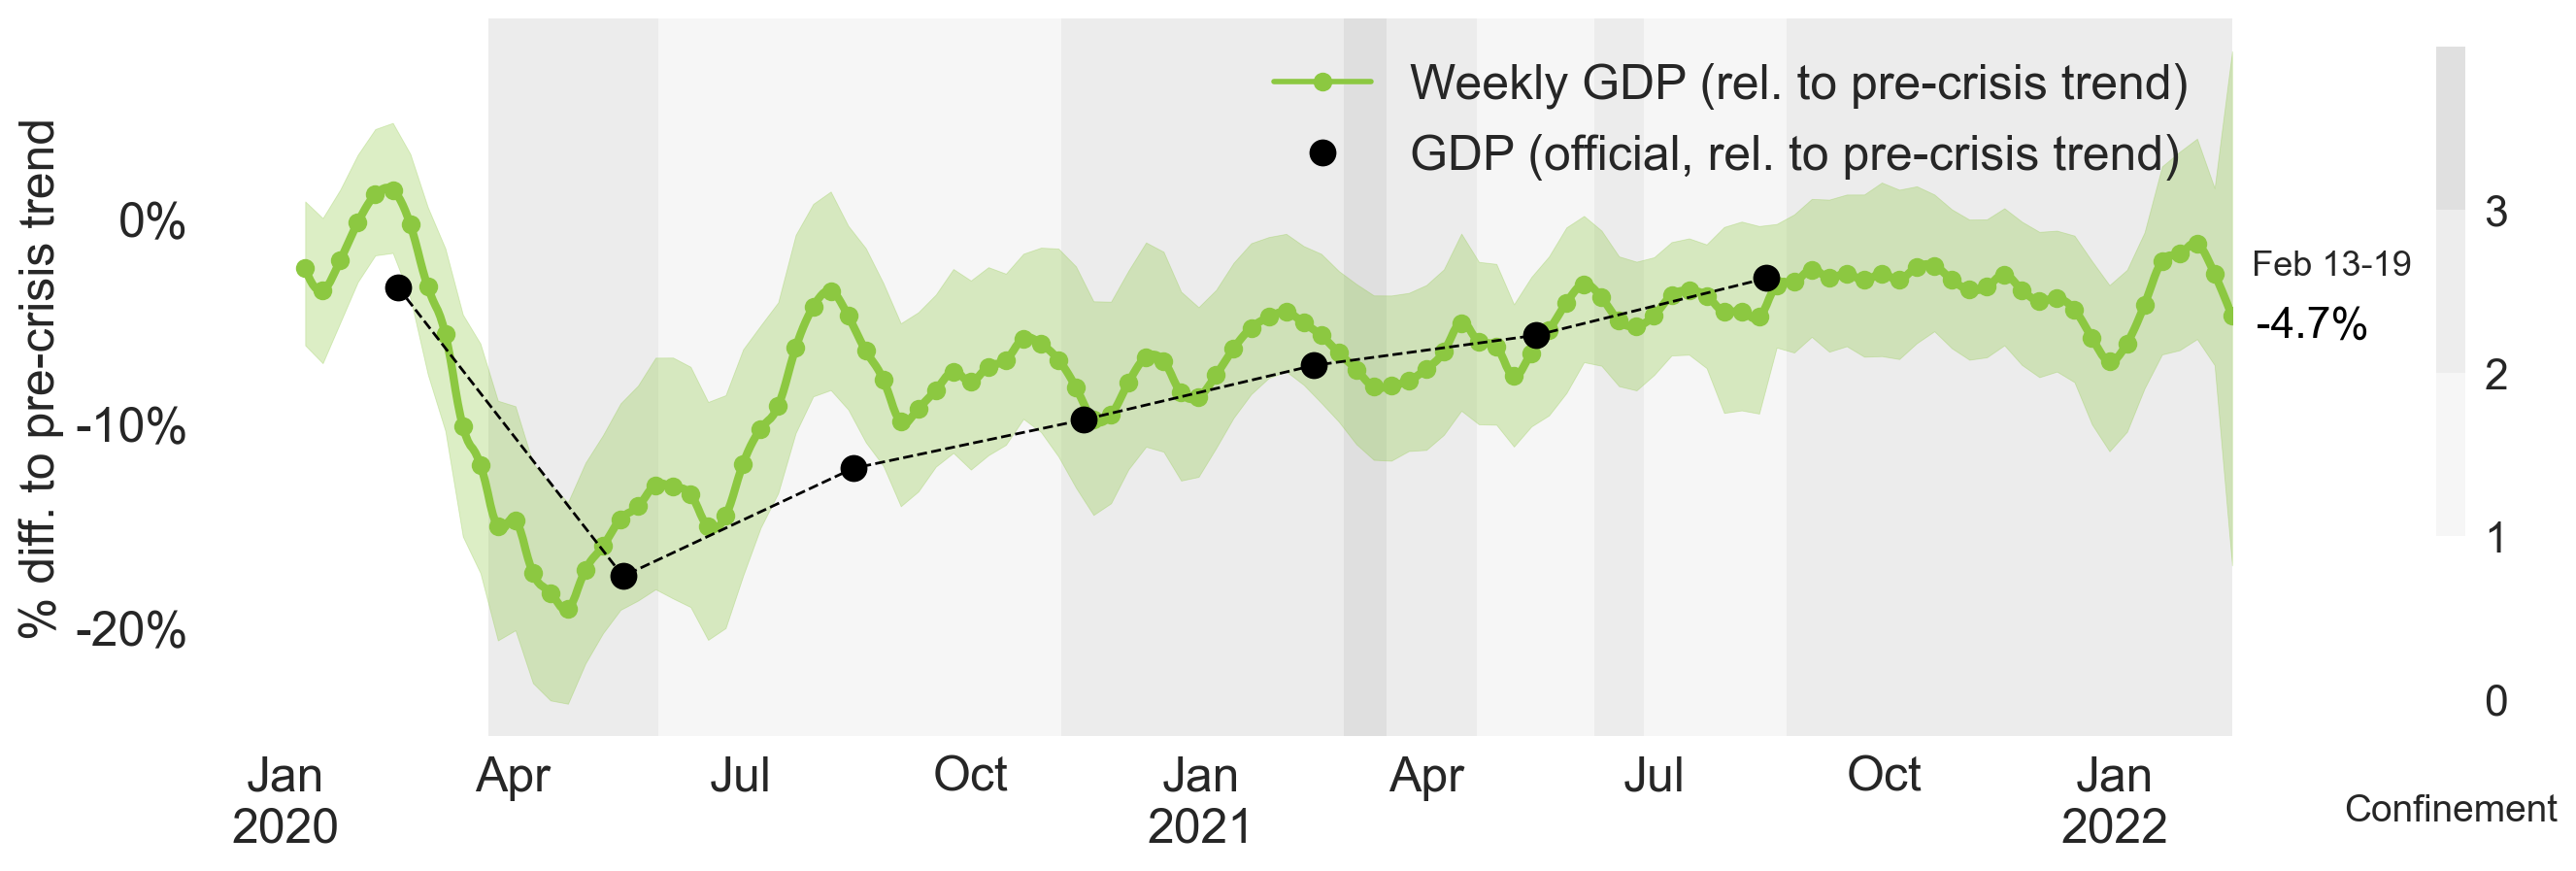 Weekly GDP (rel. to pre-crisis trend)
GDP (official, rel. to pre-crisis trend)
% diff. to pre-crisis trend
0%
-10%
-20%
Jan
2020
Apr
Jul
Oct
Jan
2021
Apr
Jul
Oct
Jan
2022
Feb 13-19
-4.7%
3
2
1
0
Confinement